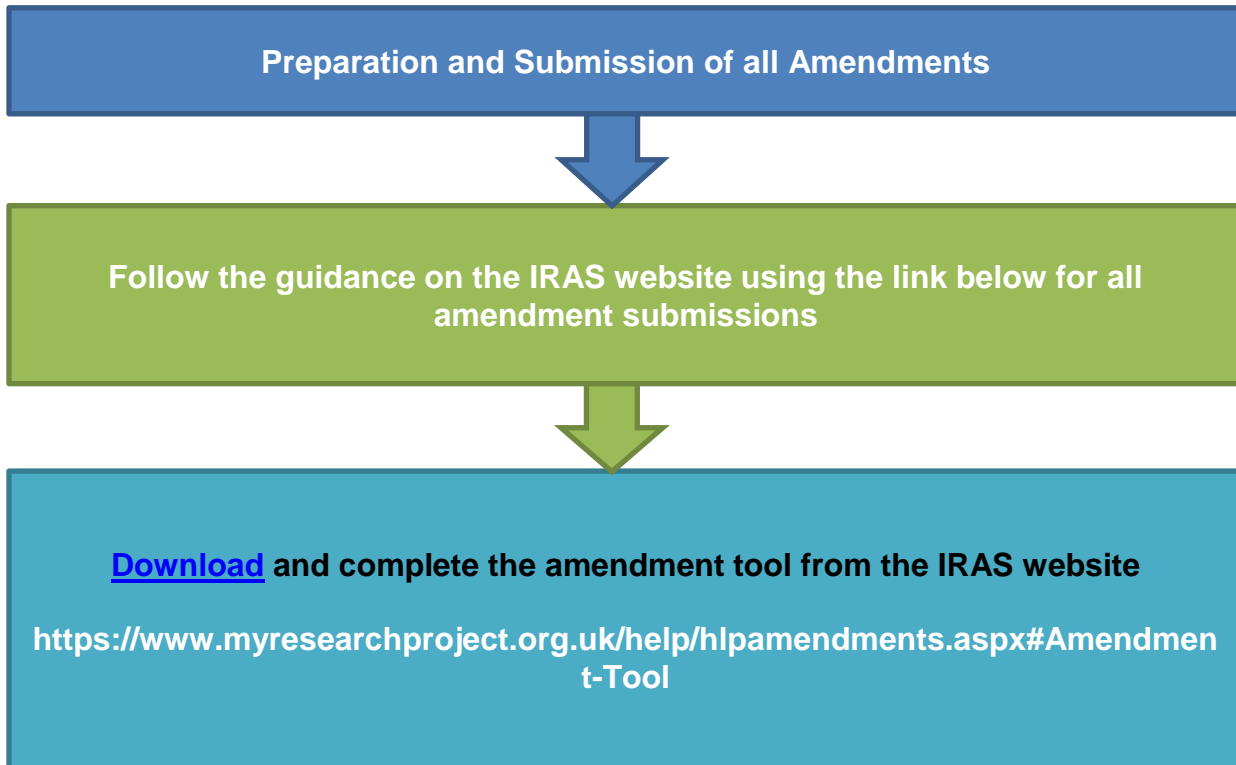 Preparation and Submission of all Amendments
Follow the guidance on the IRAS website using the link below for all
amendment submissions
Download and complete the amendment tool from the IRAS website
https://www.myresearchproject.org.uk/help/hlpamendments.aspx#Amendmen
t-Tool